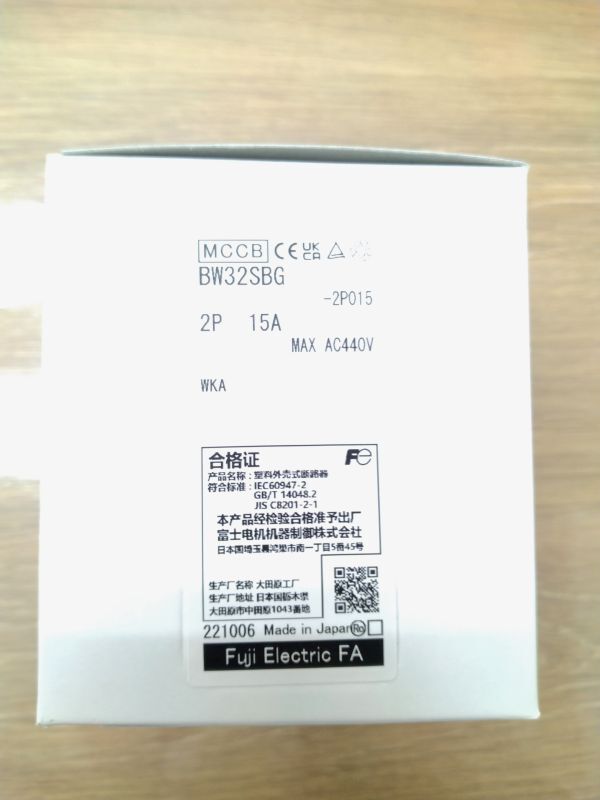 MCCB CE UK CA
BW32SBG
-2P015
2P 15A
MAX AC440V
WKA
合格证 Fe
产品名称：塑料外壳式断路器
符合标准：IEC60947-2
GB/T 14048.2
JIS C8201-2-1
本产品经检验合格准予出厂
富士电机机器制御株式会社
日本国埼玉县鸿巢市南一丁目5番45号
生产厂名称 大田原工厂
生产厂地址 日本国栃木県
大田原市中田原1043番地
221006 Made in Japan Ro
Fuji Electric FA